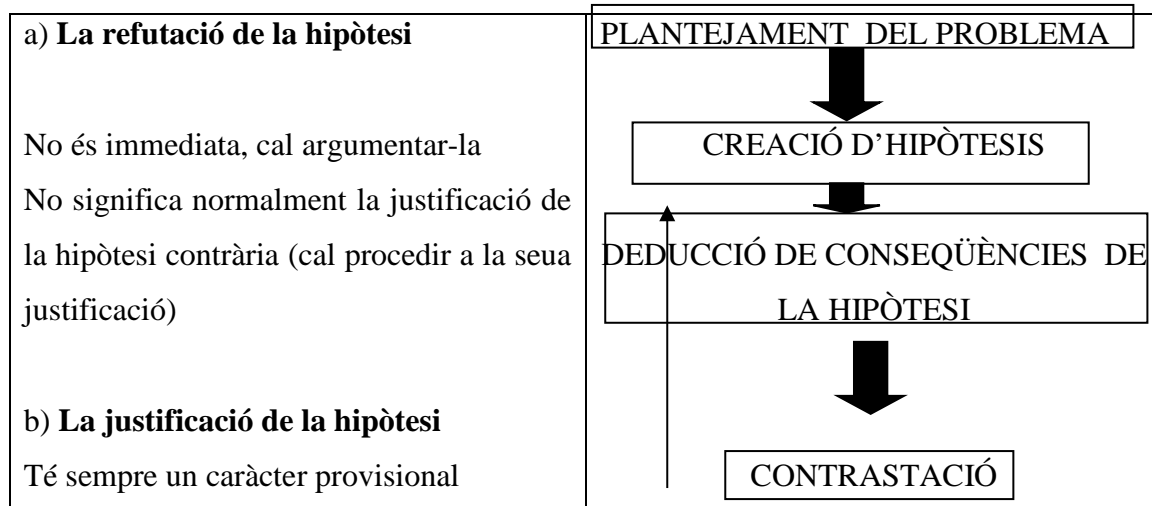 a) La refutació de la hipòtesi
No és immediata, cal argumentar-la
No significa normalment la justificació de
la hipòtesi contrària (cal procedir a la seua
justificació)
b) La justificació de la hipòtesi
Té sempre un caràcter provisional
PLANTEJAMENT DEL PROBLEMA
CREACIÓ D'HIPÒTESIS
DEDUCCIÓ DE CONSEQÜÈNCIES DE
LA HIPÒTESI
CONTRASTACIÓ